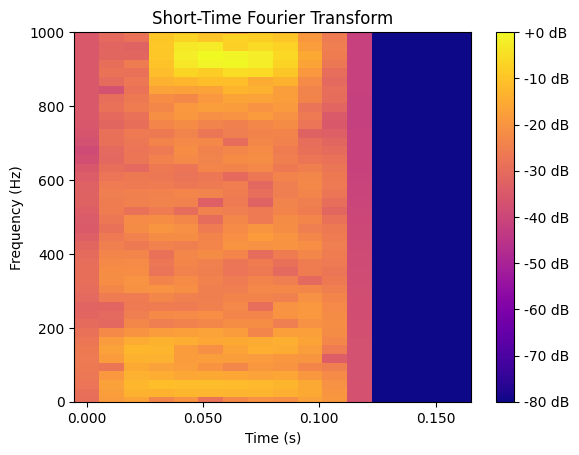 Short-Time Fourier Transform
Frequency (Hz)
1000
800
600
400
200
0
0.000
0.050
0.100
0.150
Time (s)
+0 dB
-10 dB
-20 dB
-30 dB
-40 dB
-50 dB
-60 dB
-70 dB
-80 dB